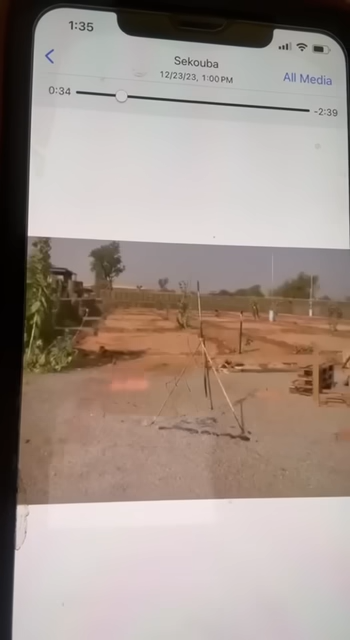 1:35
Sekouba
12/23/23, 1:00 PM
All Media
0:34
-2:39